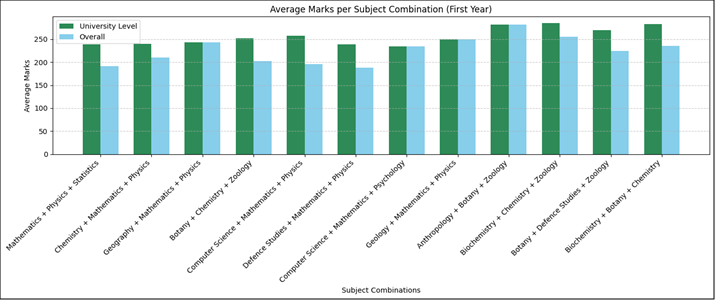 Average Marks per Subject Combination (First Year)
University Level
Overall
Average Marks
250
200
150
100
50
0
Mathematics + Physics + Statistics
Chemistry + Mathematics + Physics
Geography + Mathematics + Physics
Botany + Chemistry + Zoology
Computer Science + Mathematics + Physics
Defence Studies + Mathematics + Physics
Computer Science + Mathematics + Psychology
Geology + Mathematics + Physics
Anthropology + Botany + Zoology
Biochemistry + Chemistry + Zoology
Botany + Defence Studies + Zoology
Biochemistry + Botany + Chemistry
Subject Combinations